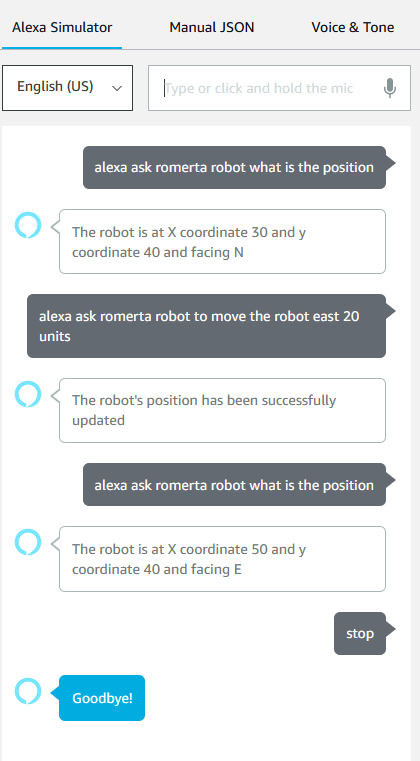 Alexa Simulator
Manual JSON
Voice & Tone
English (US)
Type or click and hold the mic
alexa ask romerta robot what is the position
The robot is at X coordinate 30 and y
coordinate 40 and facing N
alexa ask romerta robot to move the robot east 20
units
The robot's position has been successfully
updated
alexa ask romerta robot what is the position
The robot is at X coordinate 50 and y
coordinate 40 and facing E
stop
Goodbye!